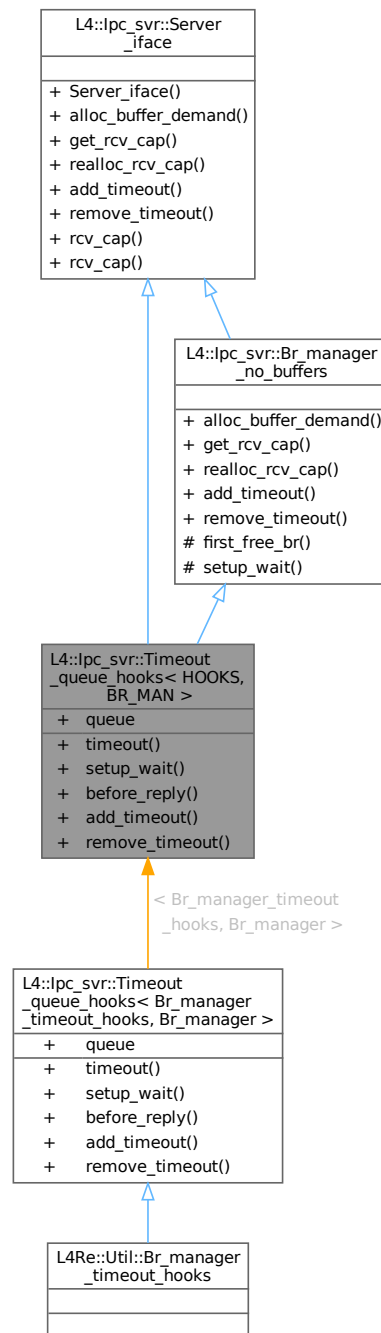 L4::Ipc_svr::Server
_iface
+ Server_iface()
+ alloc_buffer_demand()
+ get_rcv_cap()
+ realloc_rcv_cap()
+ add_timeout()
+ remove_timeout()
+ rcv_cap()
+ rcv_cap()
L4::Ipc_svr::Br_manager
_no_buffers
+ alloc_buffer_demand()
+ get_rcv_cap()
+ realloc_rcv_cap()
+ add_timeout()
+ remove_timeout()
# first_free_br()
# setup_wait()
L4::Ipc_svr::Timeout
_queue_hooks< HOOKS,
BR_MAN >
+ queue
+ timeout()
+ setup_wait()
+ before_reply()
+ add_timeout()
+ remove_timeout()
< Br_manager_timeout
_hooks, Br_manager >
L4::Ipc_svr::Timeout
_queue_hooks< Br_manager
_timeout_hooks, Br_manager >
+ queue
+ timeout()
+ setup_wait()
+ before_reply()
+ add_timeout()
+ remove_timeout()
L4Re::Util::Br_manager
_timeout_hooks